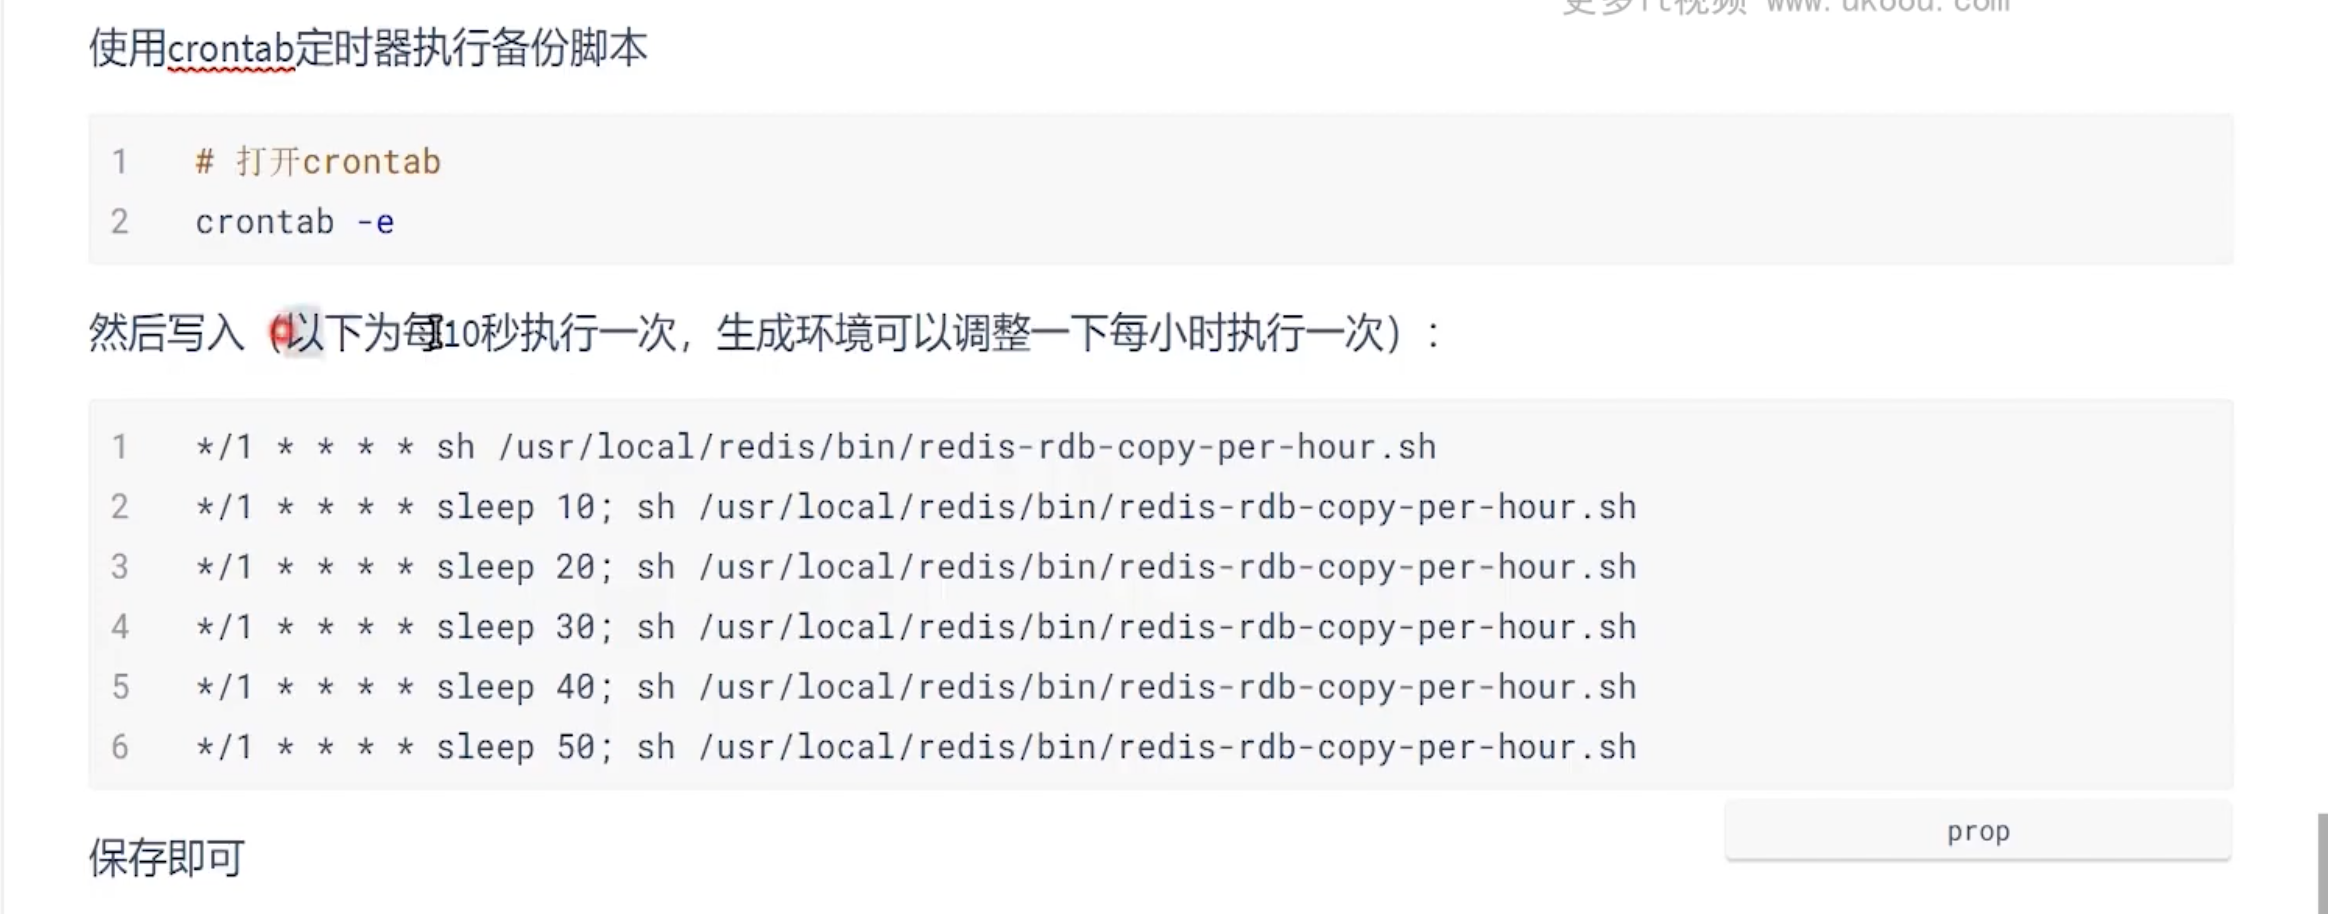 更多it视频 www.ukoou.com
使用crontab定时器执行备份脚本
1 # 打开crontab
2 crontab -e
然后写入（以下为每10秒执行一次，生成环境可以调整一下每小时执行一次）：
1 */1 * * * * sh /usr/local/redis/bin/redis-rdb-copy-per-hour.sh
2 */1 * * * * sleep 10; sh /usr/local/redis/bin/redis-rdb-copy-per-hour.sh
3 */1 * * * * sleep 20; sh /usr/local/redis/bin/redis-rdb-copy-per-hour.sh
4 */1 * * * * sleep 30; sh /usr/local/redis/bin/redis-rdb-copy-per-hour.sh
5 */1 * * * * sleep 40; sh /usr/local/redis/bin/redis-rdb-copy-per-hour.sh
6 */1 * * * * sleep 50; sh /usr/local/redis/bin/redis-rdb-copy-per-hour.sh
prop
保存即可